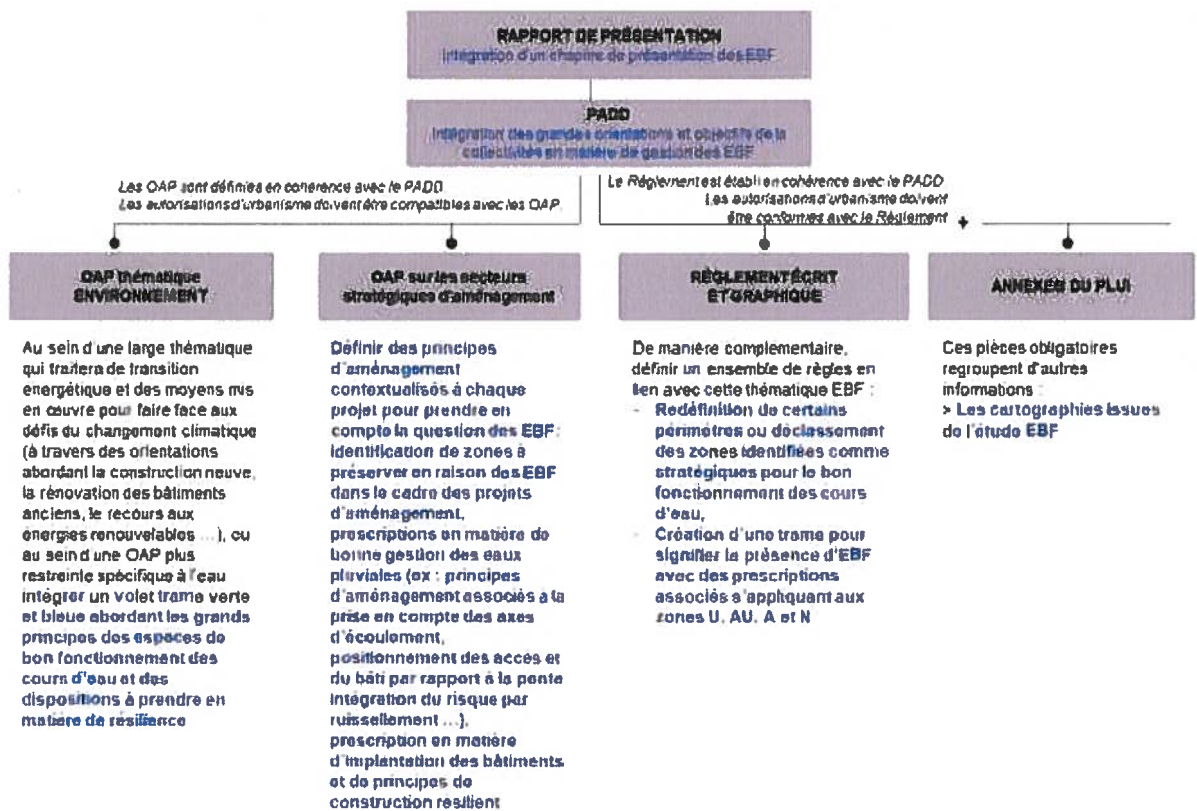 RAPPORT DE PRÉSENTATION
Intégration d'un chapitre de présentation des EBF
PADD
Intégration des grandes orientations et objectifs de la
collectivités en matière de gestion des EBF
Les OAP sont définies en cohérence avec le PADD.
Les autorisations d'urbanisme doivent être compatibles avec les OAP.
Le Règlement est établi en cohérence avec le PADD
Les autorisations d'urbanisme doivent
être conformes avec le Règlement
+
OAP thématique
ENVIRONNEMENT
Au sein d'une large thématique
qui traitera de transition
énergétique et des moyens mis
en œuvre pour faire face aux
défis du changement climatique
(à travers des orientations
abordant la construction neuve,
la rénovation des bâtiments
anciens, le recours aux
énergies renouvelables ...), ou
au sein d'une OAP plus
restreinte spécifique à l'eau
intégrer un volet trame verte
et bleue abordant les grands
principes des espaces de
bon fonctionnement des
cours d'eau et des
dispositions à prendre en
matière de résilience
OAP sur les secteurs
stratégiques d'aménagement
Définir des principes
d'aménagement
contextualisés à chaque
projet pour prendre en
compte la question des EBF :
identification de zones à
préserver en raison des EBF
dans le cadre des projets
d'aménagement,
prescriptions en matière de
bonne gestion des eaux
pluviales (ex : principes
d'aménagement associés à la
prise en compte des axes
d'écoulement,
positionnement des accès et
du bâti par rapport à la pente
intégration du risque par
ruissellement ...),
prescription en matière
d'implantation des bâtiments
et de principes de
construction résilient
RÈGLEMENT ÉCRIT
ET GRAPHIQUE
De manière complémentaire,
définir un ensemble de règles en
lien avec cette thématique EBF :
- Redéfinition de certains
périmètres ou déclassement
des zones identifiées comme
stratégiques pour le bon
fonctionnement des cours
d'eau,
- Création d'une trame pour
signifier la présence d'EBF
avec des prescriptions
associés s'appliquant aux
zones U, AU, A et N
ANNEXES DU PLUI
Ces pièces obligatoires
regroupent d'autres
informations :
> Les cartographies issues
de l'étude EBF